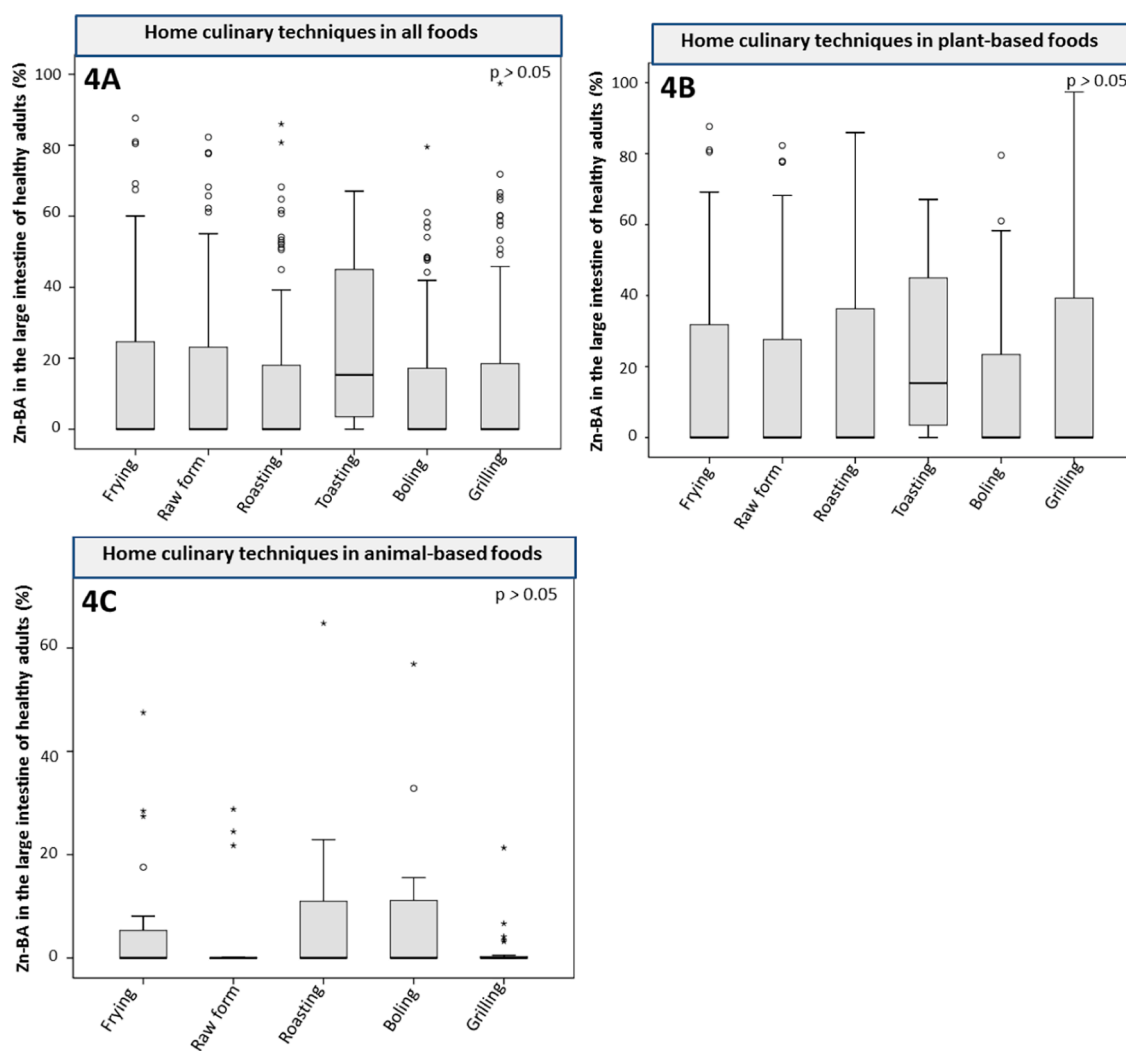 Home culinary techniques in all foods
4A
p > 0.05
Zn-BA in the large intestine of healthy adults (%)
100
80
60
40
20
0
Frying
Raw form
Roasting
Toasting
Boling
Grilling
Home culinary techniques in plant-based foods
4B
p > 0.05
Zn-BA in the large intestine of healthy adults (%)
100
80
60
40
20
0
Frying
Raw form
Roasting
Toasting
Boling
Grilling
Home culinary techniques in animal-based foods
4C
p > 0.05
Zn-BA in the large intestine of healthy adults (%)
60
40
20
0
Frying
Raw form
Roasting
Boling
Grilling